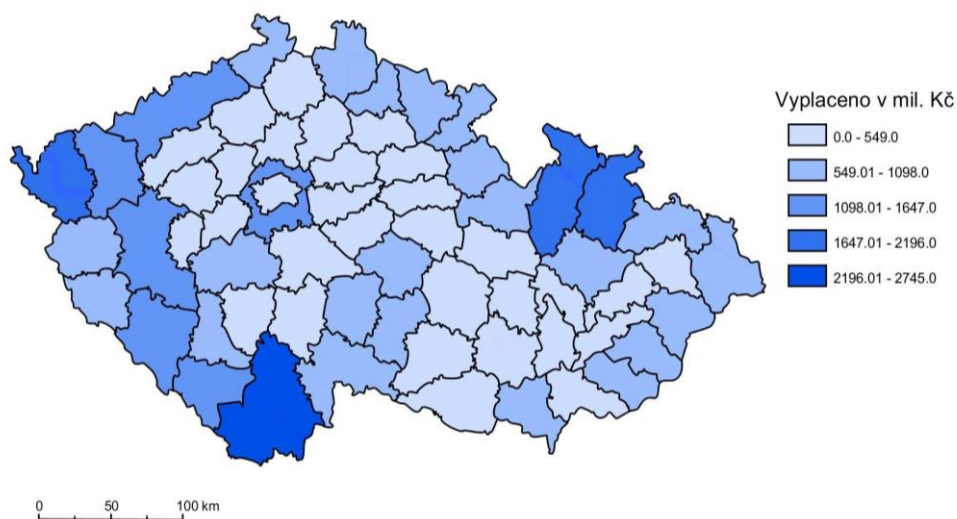 Vyplaceno v mil. Kč
0.0 - 549.0
549.01 - 1098.0
1098.01 - 1647.0
1647.01 - 2196.0
2196.01 - 2745.0
0 50 100 km